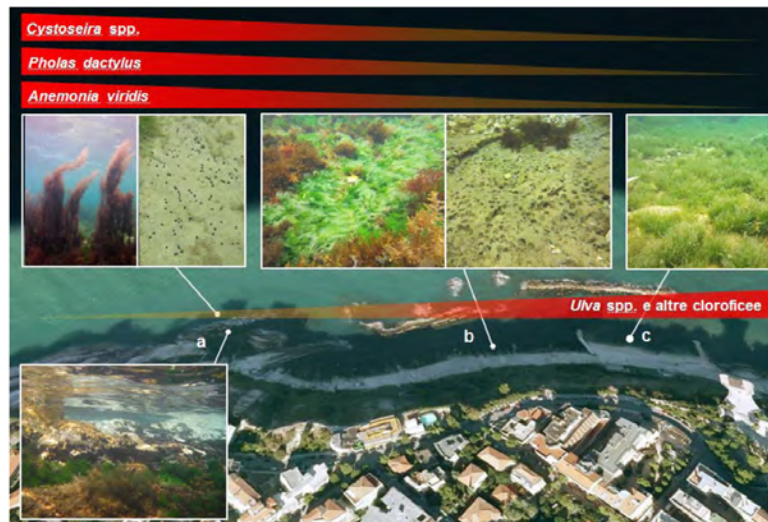 Cystoseira spp.
Pholas dactylus
Anemonia viridis
Ulva spp. e altre cloroficee
a
b
c